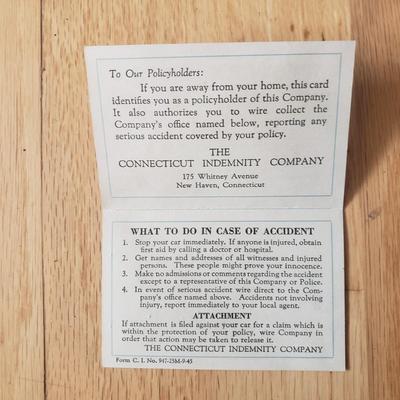 To Our Policyholders:
If you are away from your home, this card
identifies you as a policyholder of this Company.
It also authorizes you to wire collect the
Company's office named below, reporting any
serious accident covered by your policy.
THE
CONNECTICUT INDEMNITY COMPANY
175 Whitney Avenue
New Haven, Connecticut
WHAT TO DO IN CASE OF ACCIDENT
1. Stop your car immediately. If anyone is injured, obtain
first aid by calling a doctor or hospital.
2. Get names and addresses of all witnesses and injured
persons. These people might prove your innocence.
3. Make no admissions or comments regarding the accident
except to a representative of this Company or Police.
4. In event of serious accident wire direct to the Com-
pany's office named above. Accidents not involving
injury, report immediately to your local agent.
ATTACHMENT
If attachment is filed against your car for a claim which is
within the protection of your policy, wire Company in
order that action may be taken to release it.
THE CONNECTICUT INDEMNITY COMPANY
Form C. I. No. 947-25M-9-45